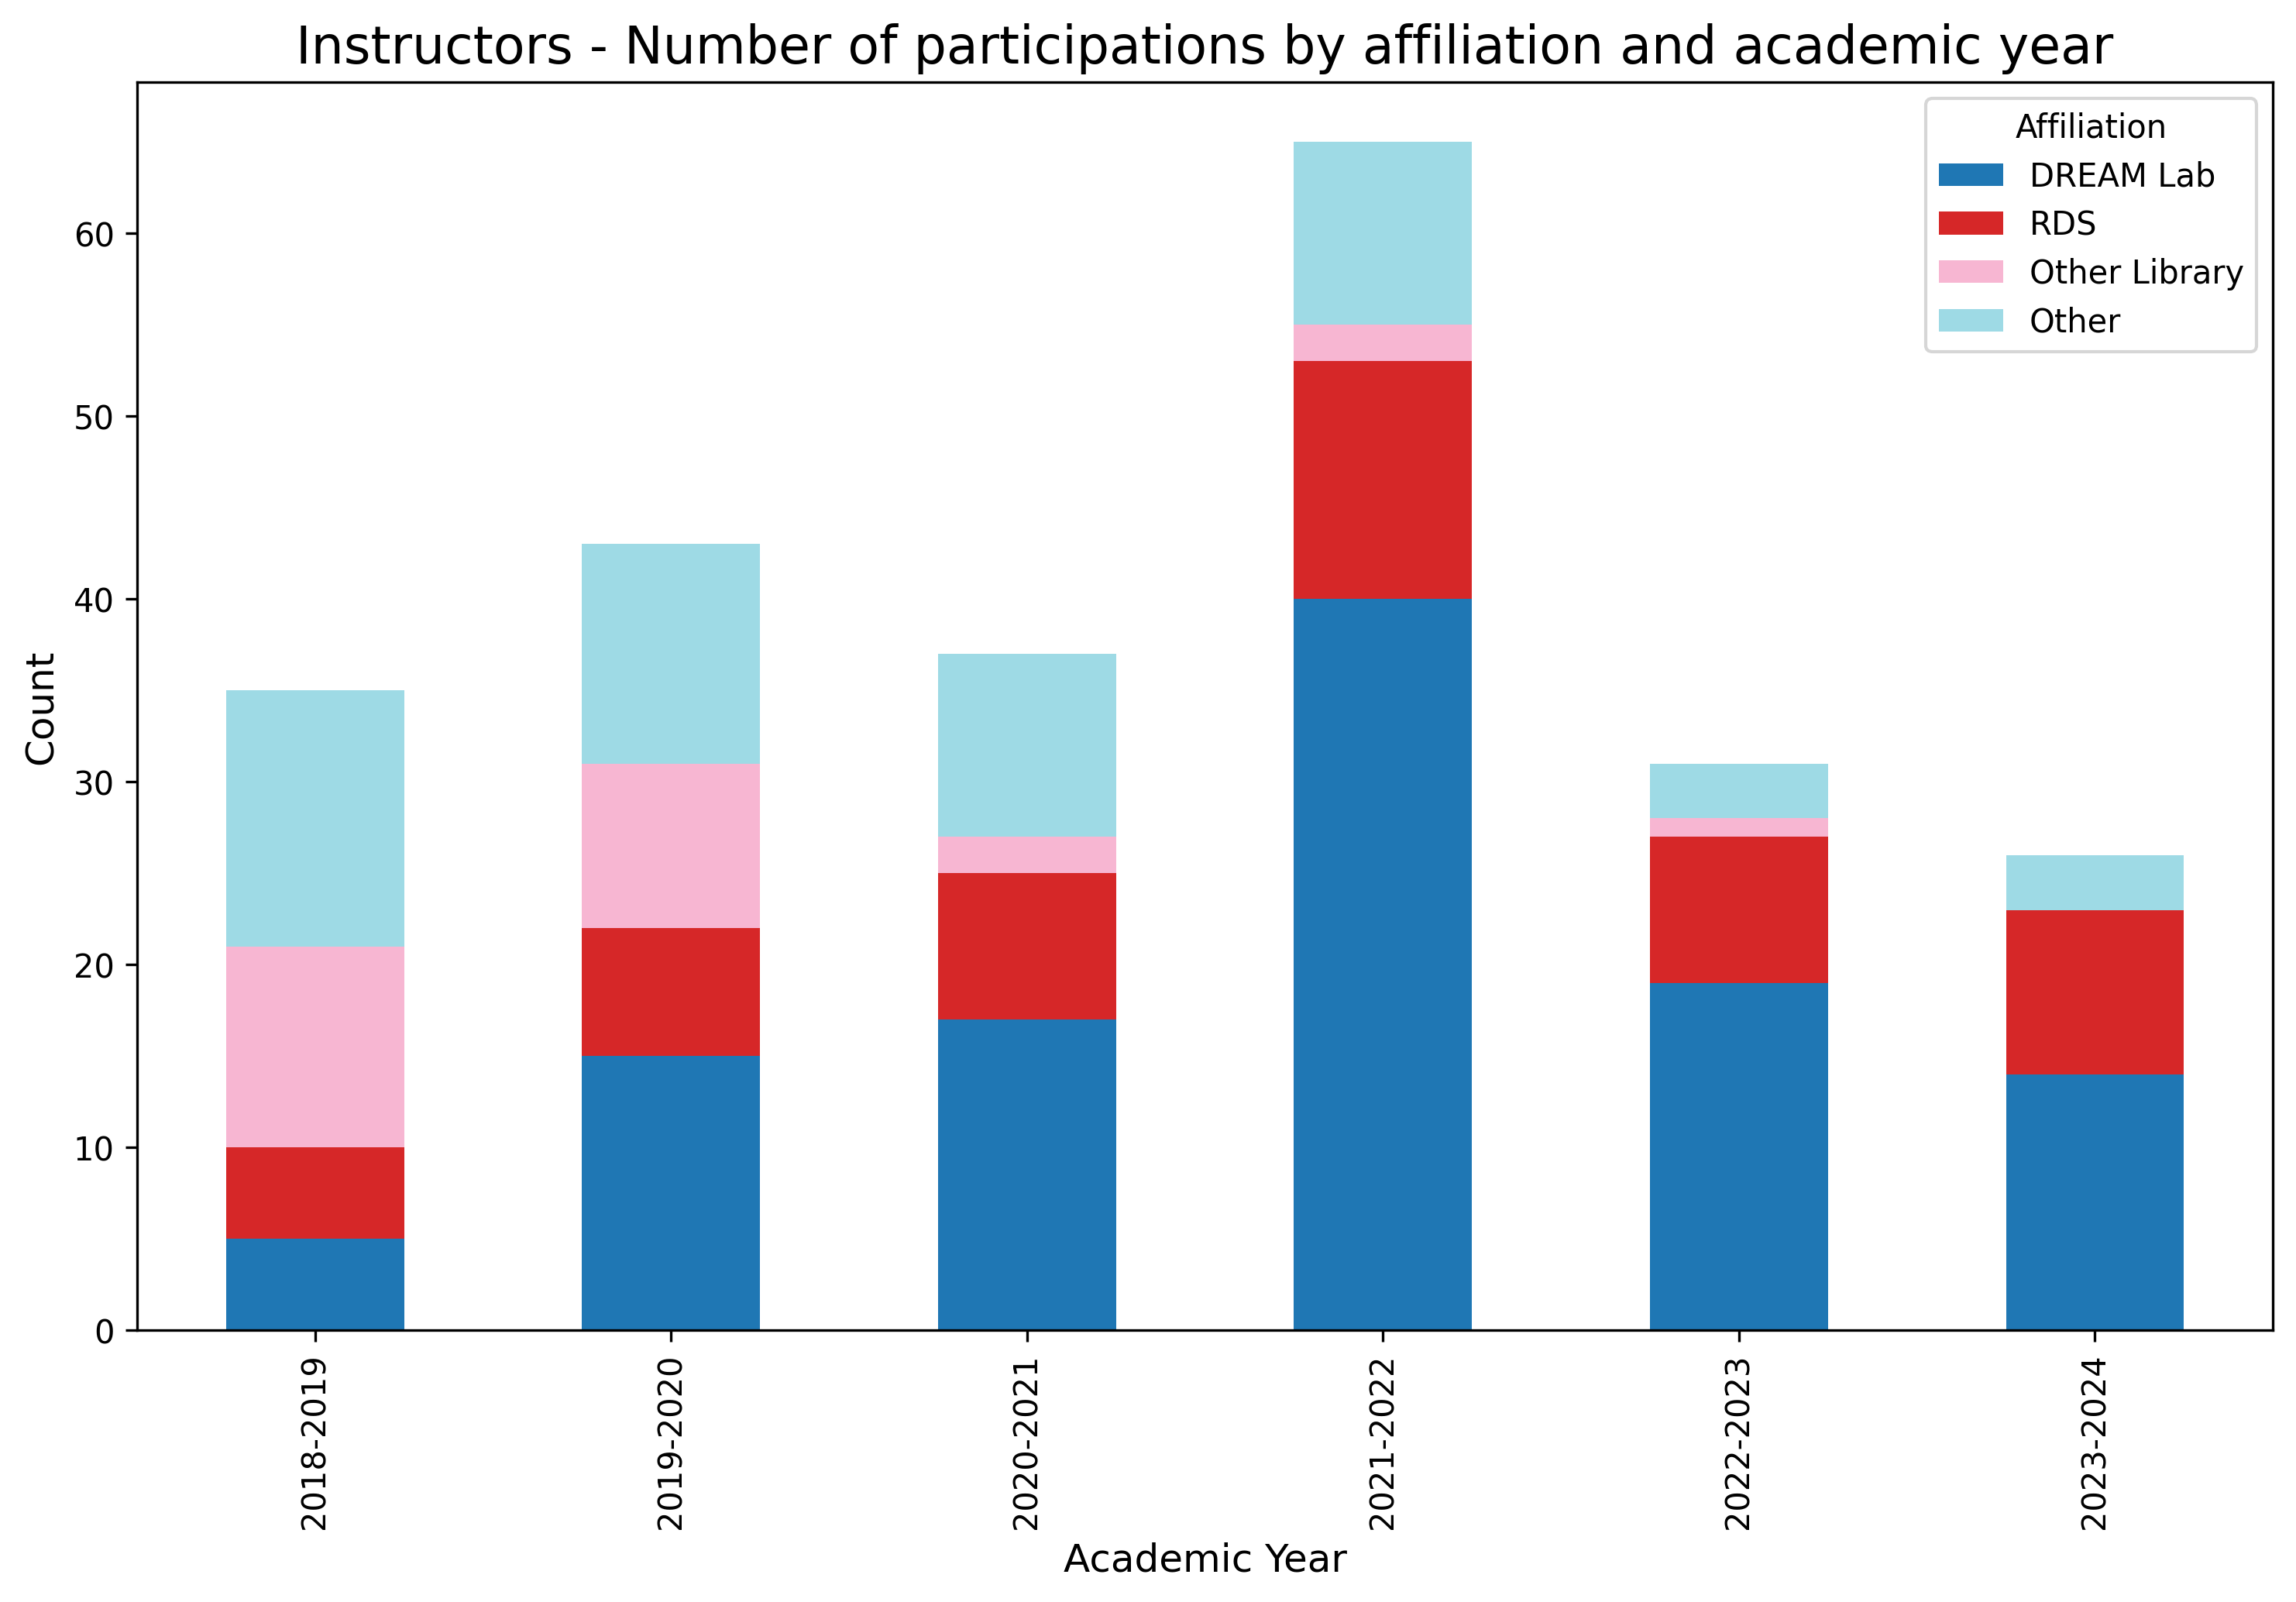 Instructors - Number of participations by affiliation and academic year
Affiliation
DREAM Lab
RDS
Other Library
Other
Count
60
50
40
30
20
10
0
2018-2019
2019-2020
2020-2021
2021-2022
2022-2023
2023-2024
Academic Year